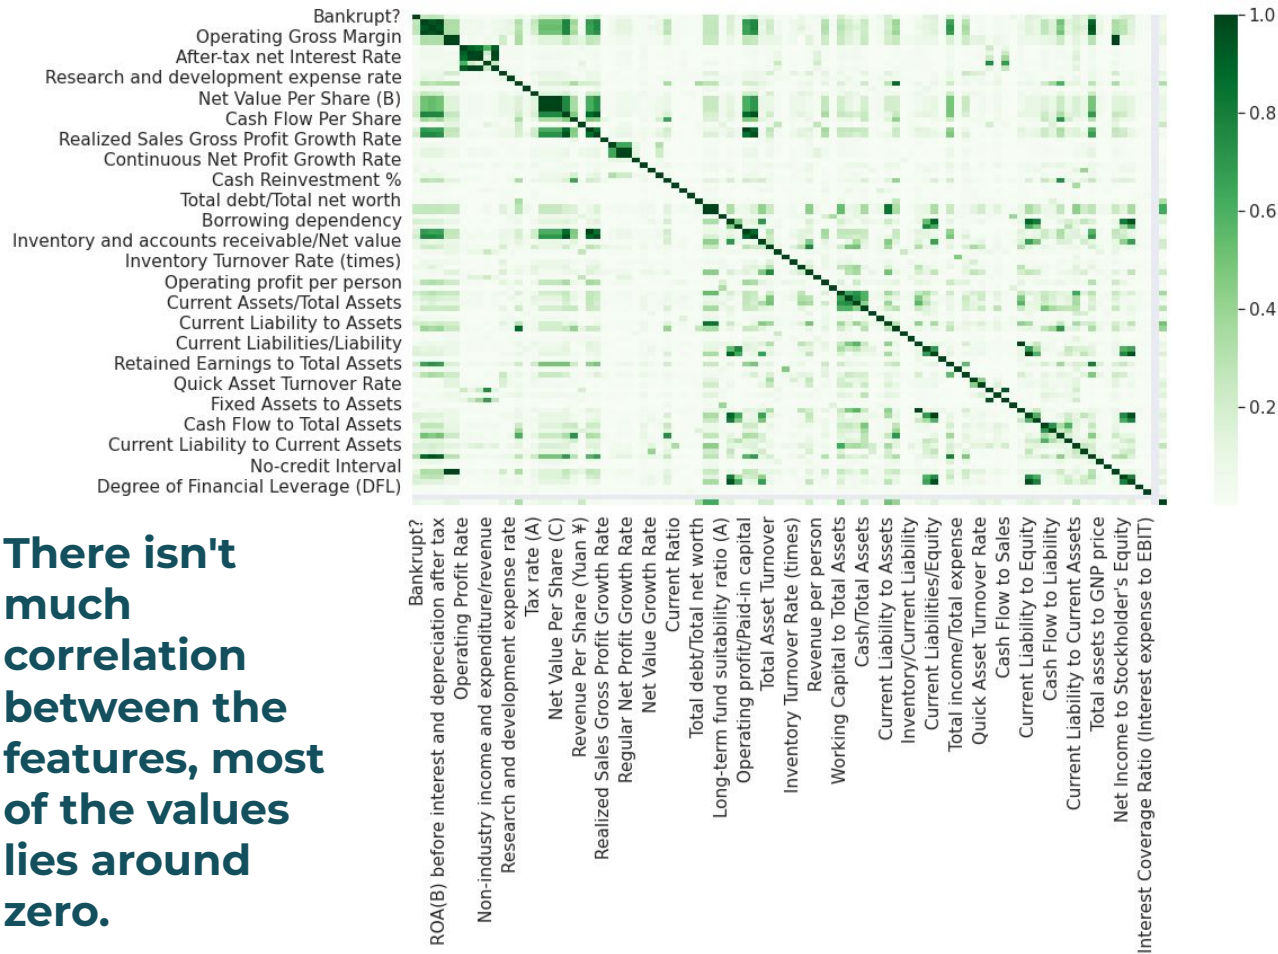 Bankrupt?
Operating Gross Margin
After-tax net Interest Rate
Research and development expense rate
Net Value Per Share (B)
Cash Flow Per Share
Realized Sales Gross Profit Growth Rate
Continuous Net Profit Growth Rate
Cash Reinvestment %
Total debt/Total net worth
Borrowing dependency
Inventory and accounts receivable/Net value
Inventory Turnover Rate (times)
Operating profit per person
Current Assets/Total Assets
Current Liability to Assets
Current Liabilities/Liability
Retained Earnings to Total Assets
Quick Asset Turnover Rate
Fixed Assets to Assets
Cash Flow to Total Assets
Current Liability to Current Assets
No-credit Interval
Degree of Financial Leverage (DFL)
1.0
0.8
0.6
0.4
0.2
Bankrupt?
ROA(B) before interest and depreciation after tax
Operating Profit Rate
Non-industry income and expenditure/revenue
Research and development expense rate
Tax rate (A)
Net Value Per Share (C)
Revenue Per Share (Yuan ¥)
Realized Sales Gross Profit Growth Rate
Regular Net Profit Growth Rate
Net Value Growth Rate
Current Ratio
Total debt/Total net worth
Long-term fund suitability ratio (A)
Operating profit/Paid-in capital
Total Asset Turnover
Inventory Turnover Rate (times)
Revenue per person
Working Capital to Total Assets
Cash/Total Assets
Current Liability to Assets
Inventory/Current Liability
Current Liabilities/Equity
Total income/Total expense
Quick Asset Turnover Rate
Cash Flow to Sales
Current Liability to Equity
Cash Flow to Liability
Current Liability to Current Assets
Total assets to GNP price
Net Income to Stockholder's Equity
Interest Coverage Ratio (Interest expense to EBIT)
There isn't
much
correlation
between the
features, most
of the values
lies around
zero.